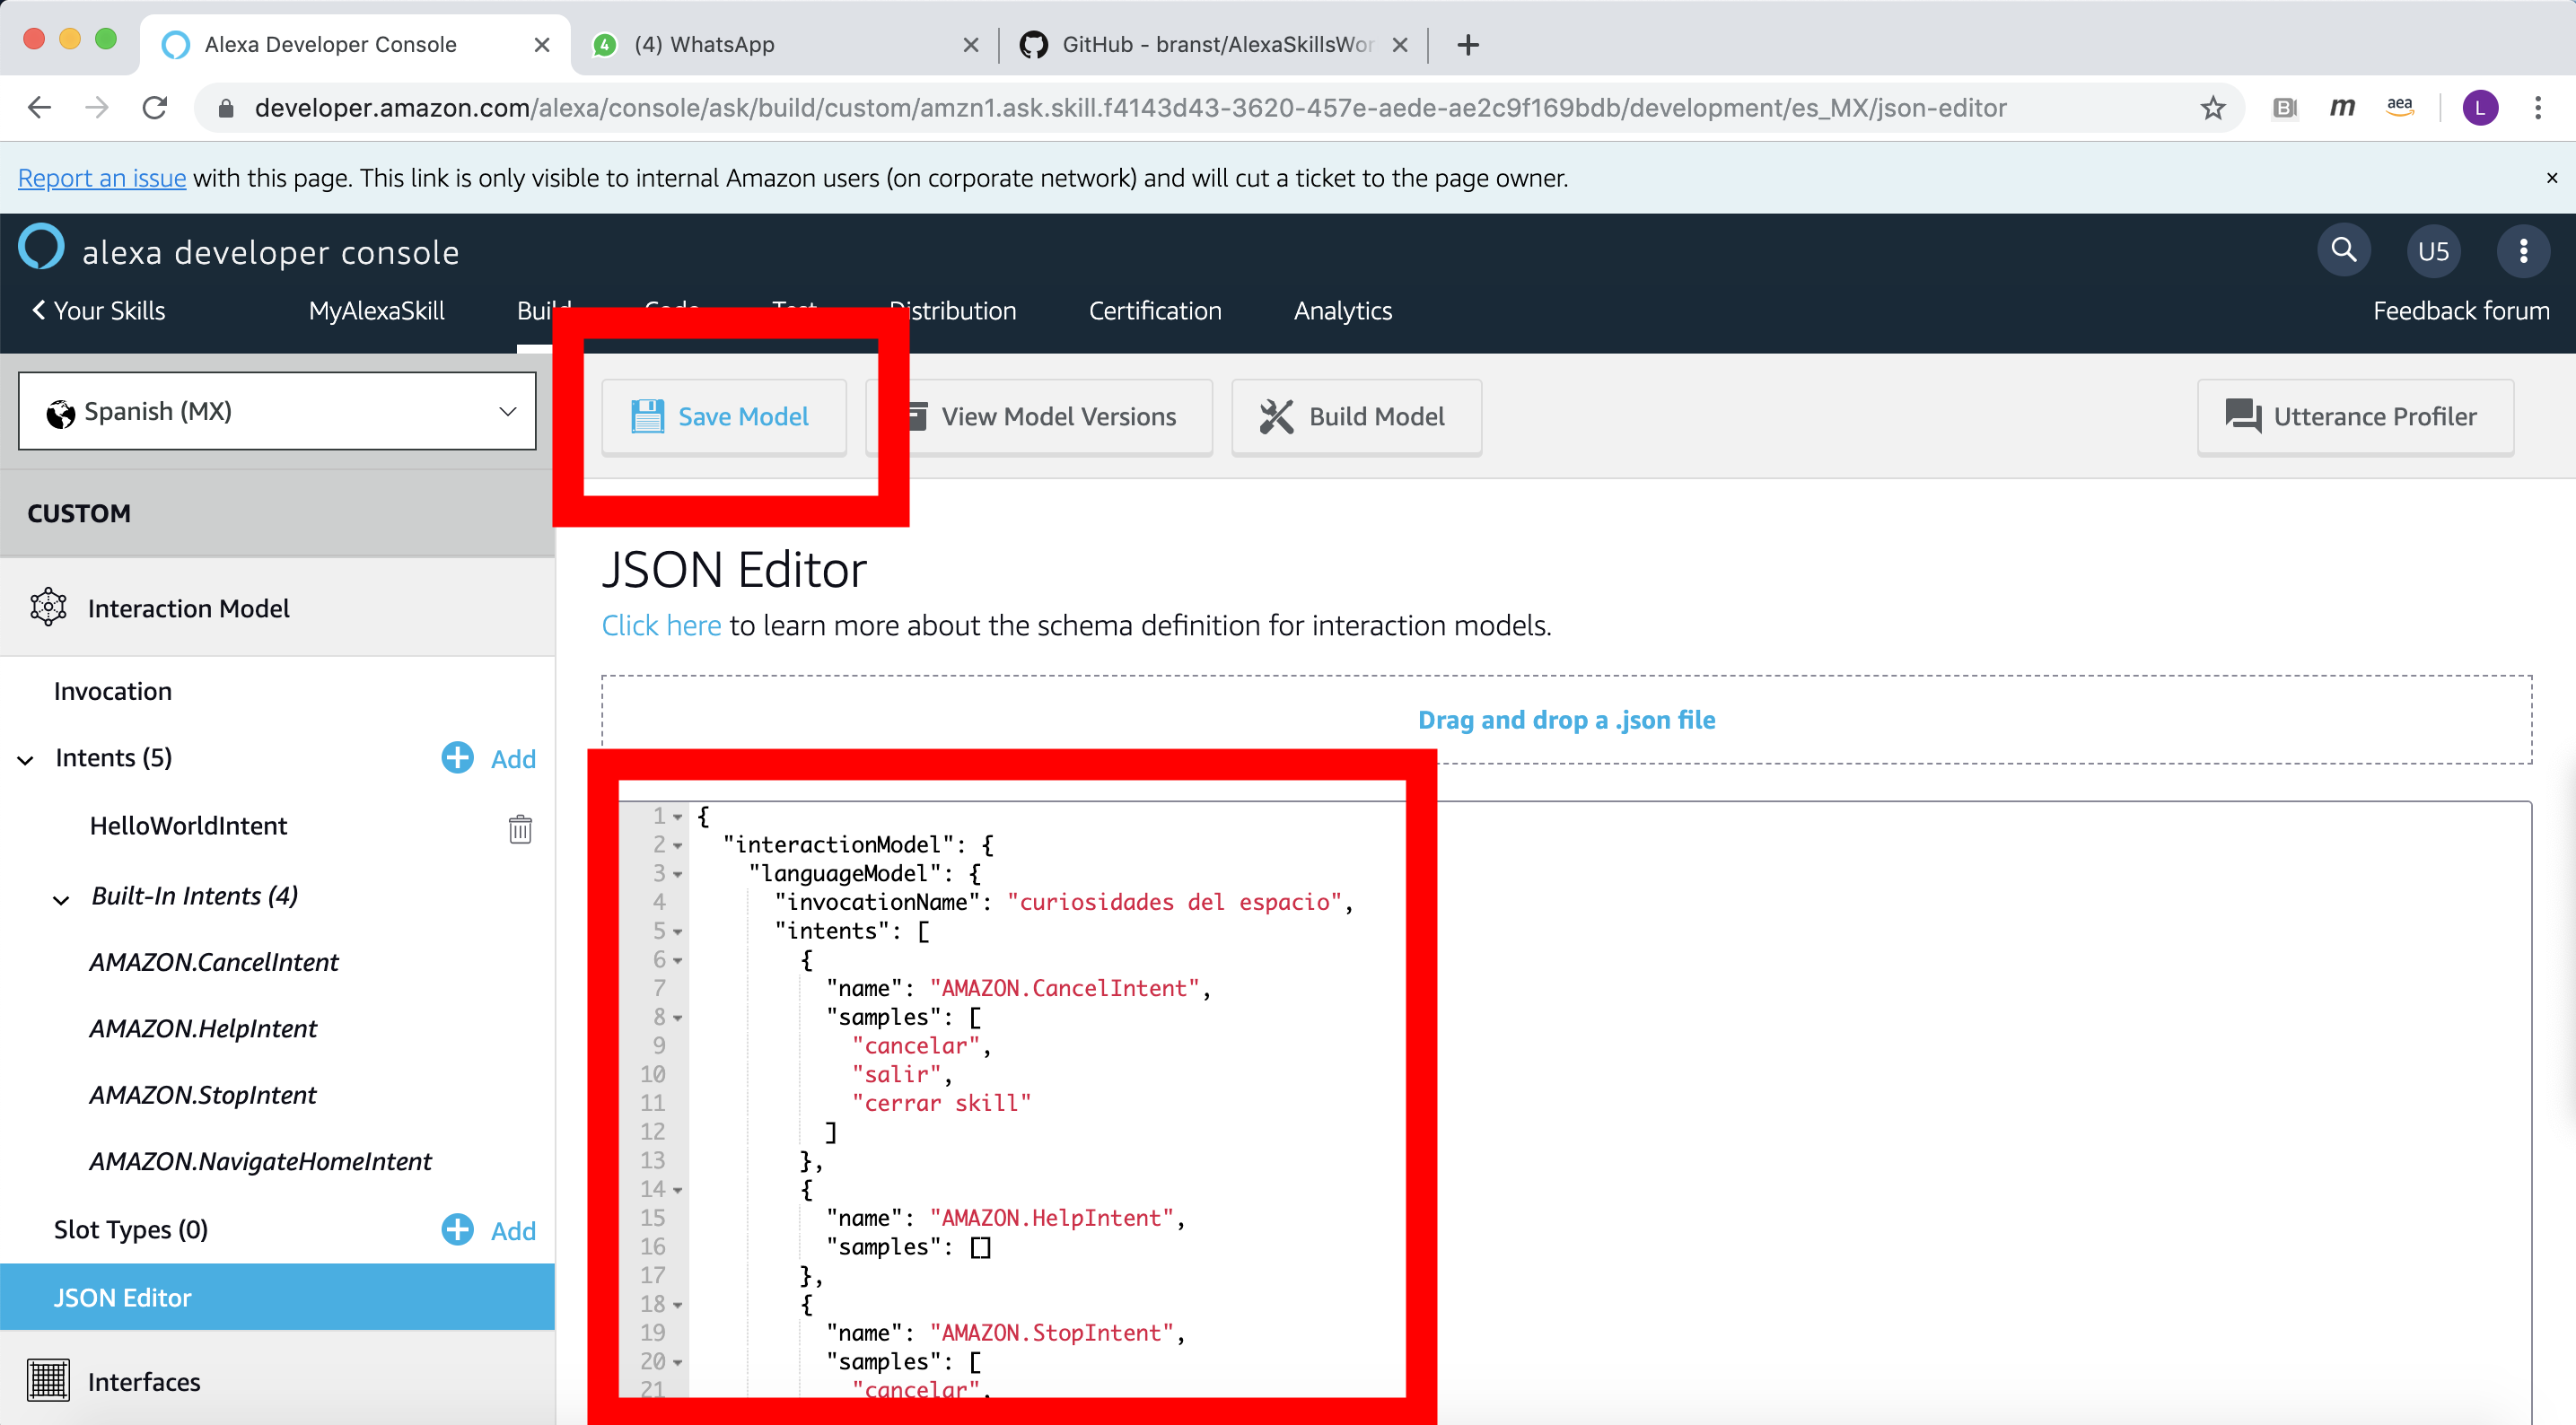 Alexa Developer Console
4 (4) WhatsApp
GitHub - branst/AlexaSkillsWor
developer.amazon.com/alexa/console/ask/build/custom/amzn1.ask.skill.f4143d43-3620-457e-aede-ae2c9f169bdb/development/es_MX/json-editor
B m aea L
Report an issue with this page. This link is only visible to internal Amazon users (on corporate network) and will cut a ticket to the page owner.
alexa developer console
U5
Your Skills
MyAlexaSkill
Build
Code
Test
Distribution
Certification
Analytics
Feedback forum
Spanish (MX)
Save Model
View Model Versions
Build Model
Utterance Profiler
CUSTOM
Interaction Model
Invocation
Intents (5)
Add
HelloWorldIntent
Built-In Intents (4)
AMAZON.CancelIntent
AMAZON.HelpIntent
AMAZON.StopIntent
AMAZON.NavigateHomeIntent
Slot Types (0)
Add
JSON Editor
Interfaces
JSON Editor
Click here to learn more about the schema definition for interaction models.
Drag and drop a .json file
1 {
2 "interactionModel": {
3 "languageModel": {
4 "invocationName": "curiosidades del espacio",
5 "intents": [
6 {
7 "name": "AMAZON.CancelIntent",
8 "samples": [
9 "cancelar",
10 "salir",
11 "cerrar skill"
12 ]
13 },
14 {
15 "name": "AMAZON.HelpIntent",
16 "samples": []
17 },
18 {
19 "name": "AMAZON.StopIntent",
20 "samples": [
21 "cancelar",